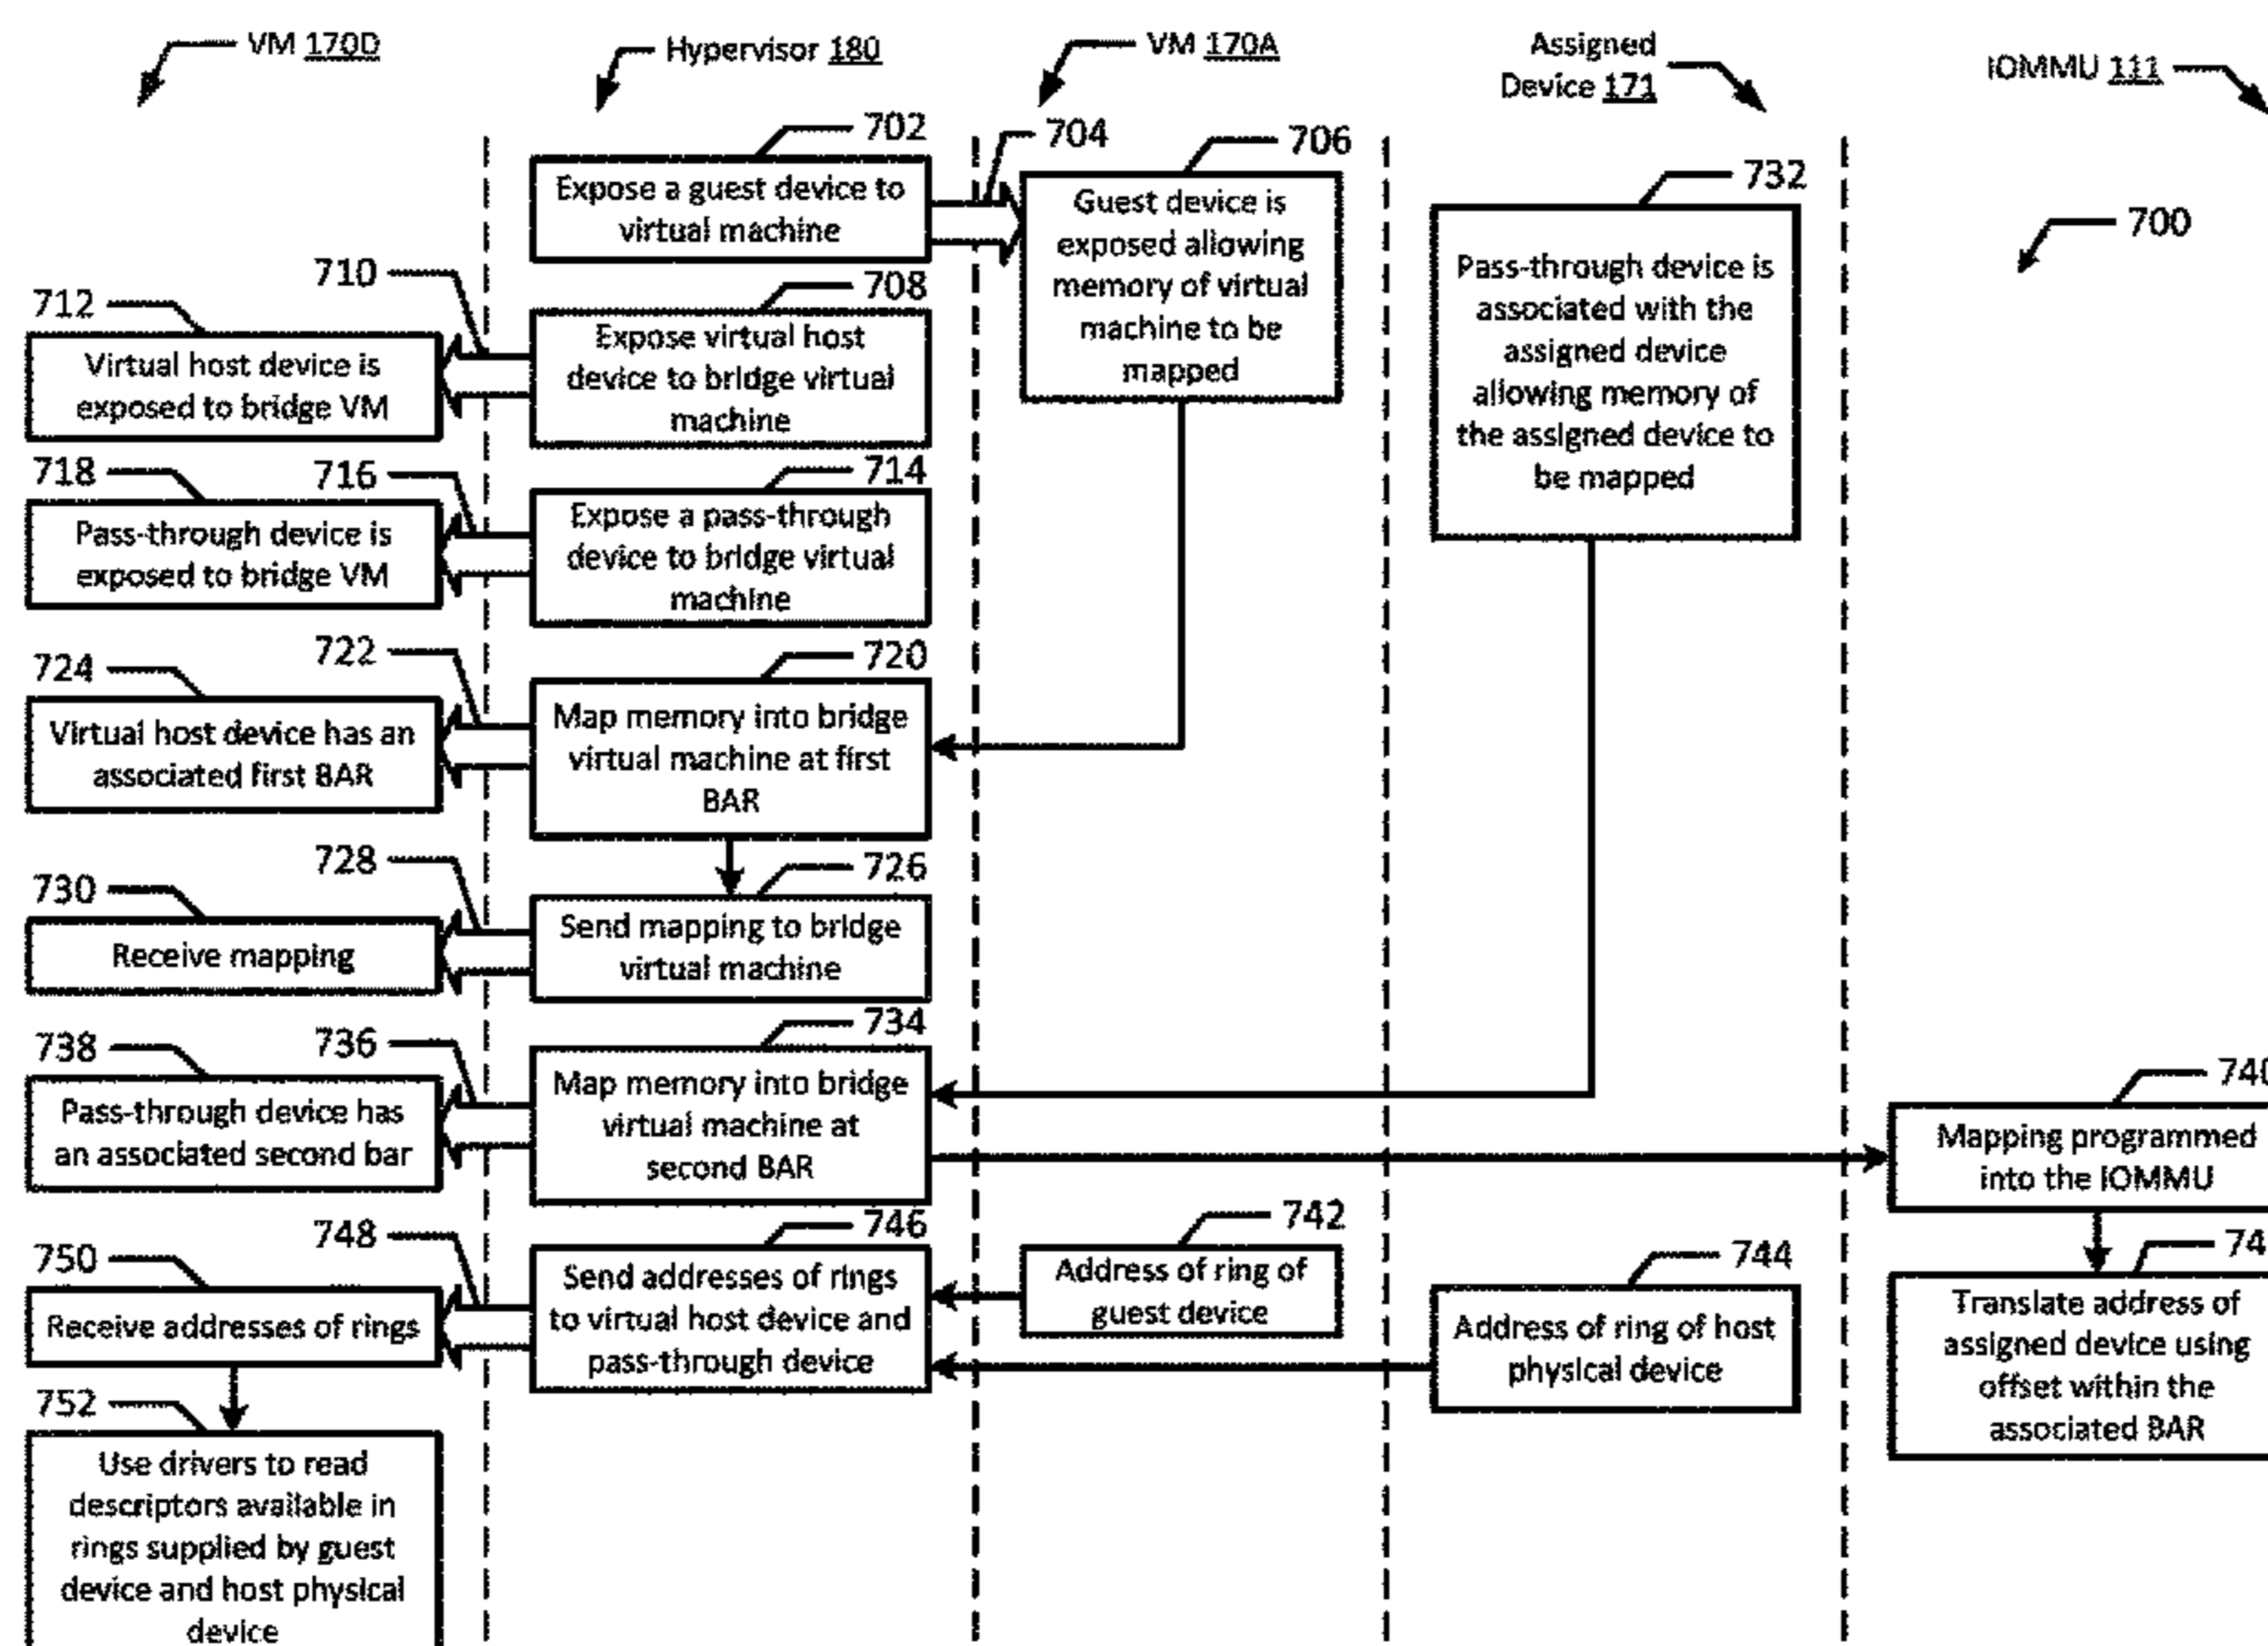 VM 170D
Hypervisor 180
VM 170A
Assigned
Device 171
IOMMU 111
700
702
Expose a guest device to
virtual machine
704
706
Guest device is
exposed allowing
memory of virtual
machine to be
mapped
732
Pass-through device is
associated with the
assigned device
allowing memory of
the assigned device to
be mapped
708
Expose virtual host
device to bridge virtual
machine
710
712
Virtual host device is
exposed to bridge VM
714
Expose a pass-through
device to bridge virtual
machine
716
718
Pass-through device is
exposed to bridge VM
720
Map memory into bridge
virtual machine at first
BAR
722
724
Virtual host device has an
associated first BAR
726
Send mapping to bridge
virtual machine
728
730
Receive mapping
734
Map memory into bridge
virtual machine at
second BAR
736
738
Pass-through device has
an associated second bar
740
Mapping programmed
into the IOMMU
74
Translate address of
assigned device using
offset within the
associated BAR
742
Address of ring of
guest device
744
Address of ring of host
physical device
746
Send addresses of rings
to virtual host device and
pass-through device
748
750
Receive addresses of rings
752
Use drivers to read
descriptors available in
rings supplied by guest
device and host physical
device